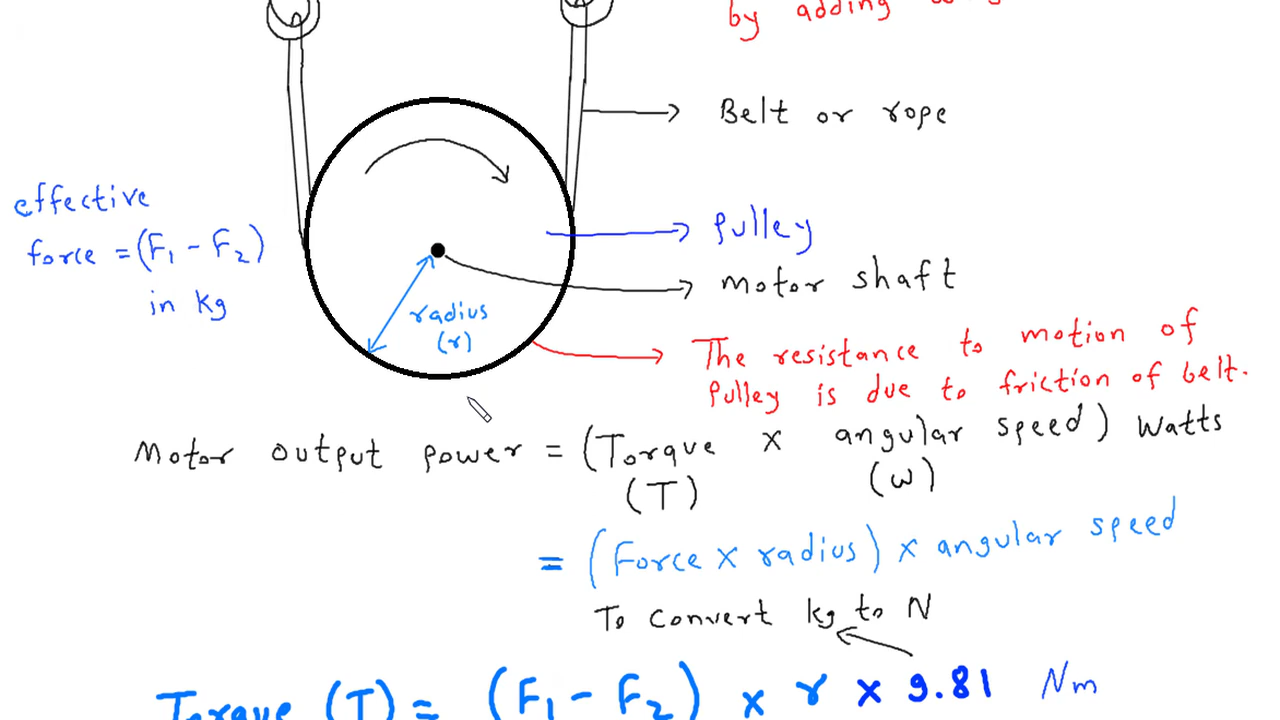 by adding
Belt or rope
effective
force = (F₁ - F₂)
in kg
Pulley
motor shaft
radius
(r)
The resistance to motion of
Pulley is due to friction of belt.
Motor output power = (Torque x angular speed) Watts
(T) (w)
= (Force x radius) x angular speed
To convert kg to N
Torque (T) = (F₁ - F₂) x r x 9.81 Nm